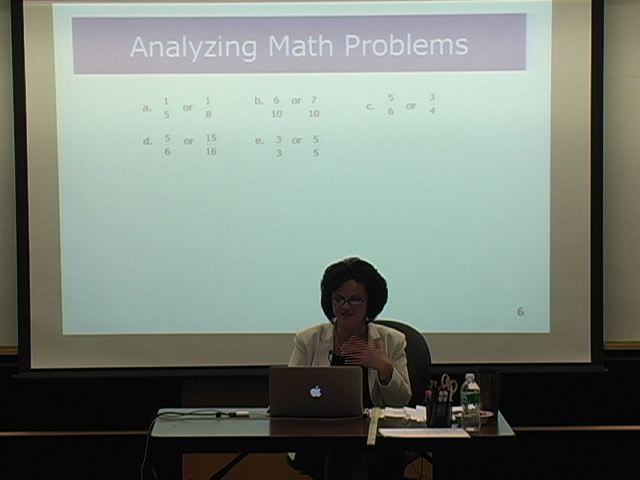 Analyzing Math Problems
a. 1/5 or 1/8 b. 6/10 or 7/10 c. 5/6 or 3/4
d. 5/6 or 15/16 e. 3/3 or 5/5
6